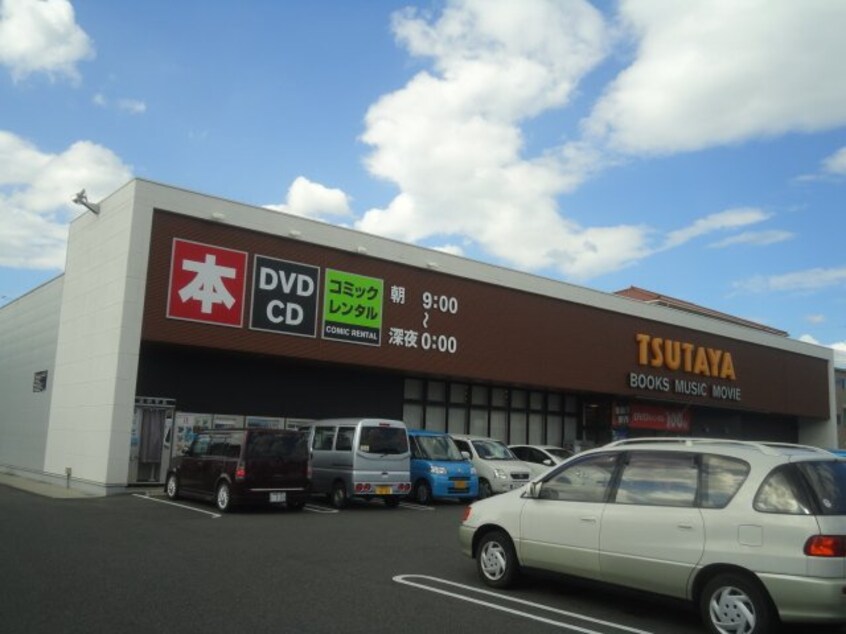 本
DVD
CD
コミック
レンタル
COMIC RENTAL
朝 9:00
~
深夜 0:00
TSUTAYA
BOOKS MUSIC MOVIE